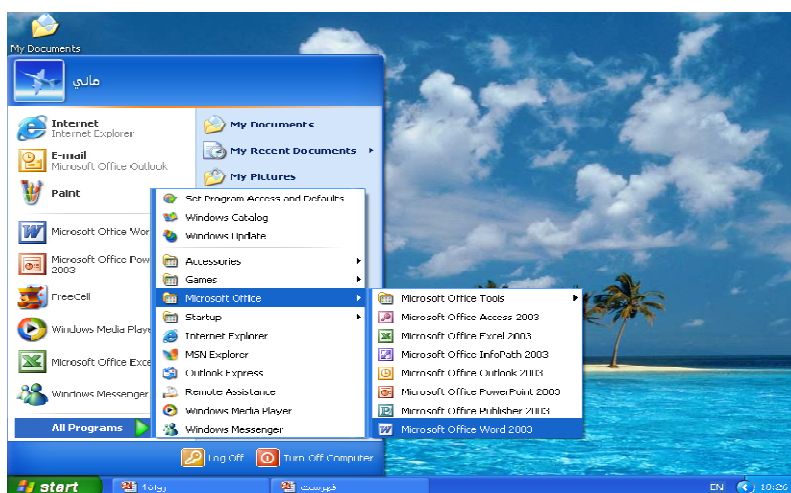 My Documents
ماني
Internet
Internet Explorer
E-mail
Microsoft Office Outlook
Paint
Microsoft Office Wor
Microsoft Office Pow
2003
FreeCell
Windows Media Playe
Microsoft Office Exce
Windows Messenger
All Programs
My Documents
My Recent Documents
My Pictures
Set Program Access and Defaults
Windows Catalog
Windows Update
Accessories
Games
Microsoft Office
Startup
Internet Explorer
MSN Explorer
Outlook Express
Remote Assistance
Windows Media Player
Windows Messenger
Microsoft Office Tools
Microsoft Office Access 2003
Microsoft Office Excel 2003
Microsoft Office InfoPath 2003
Microsoft Office Outlook 2003
Microsoft Office PowerPoint 2003
Microsoft Office Publisher 2003
Microsoft Office Word 2003
Log Off
Turn Off Computer
start
فهرست
EN
10:26